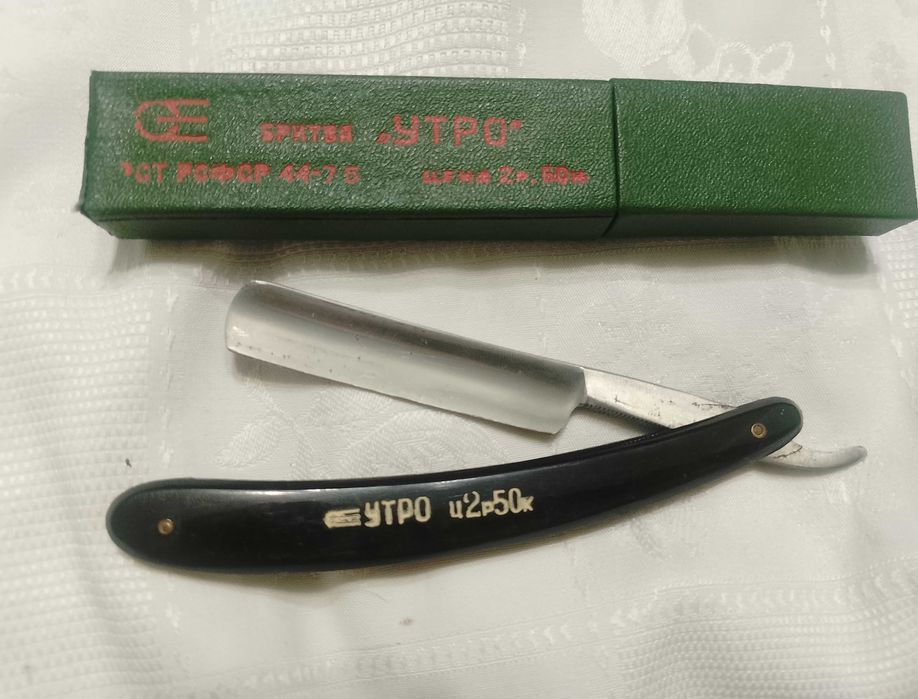 БРИТВА „УТРО"
РСТ РСФСР 44-75 ЦЕНА 2р.50к
УТРО ц2р50к